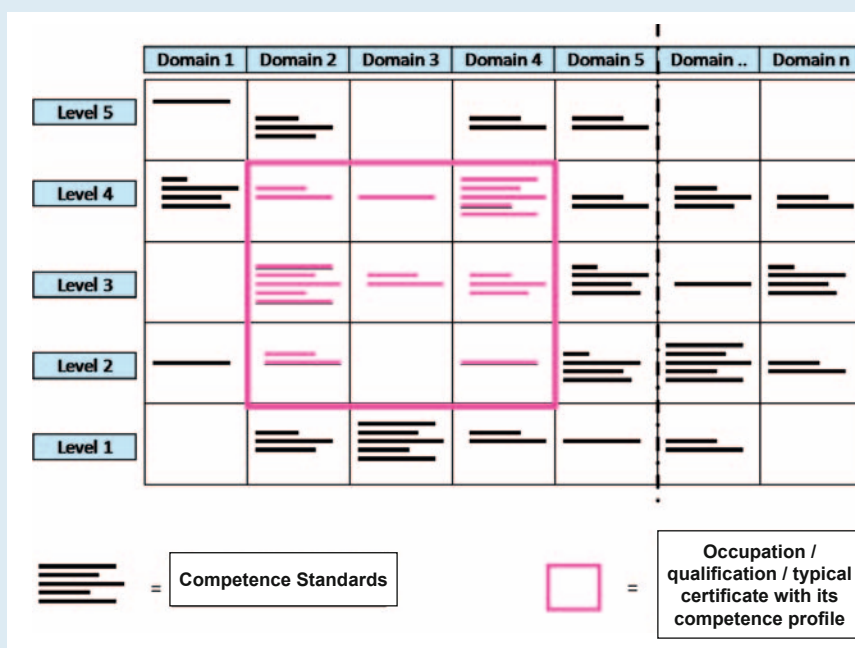 Domain 1 Domain 2 Domain 3 Domain 4 Domain 5 Domain .. Domain n
Level 5
Level 4
Level 3
Level 2
Level 1
= Competence Standards
=
Occupation /
qualification / typical
certificate with its
competence profile